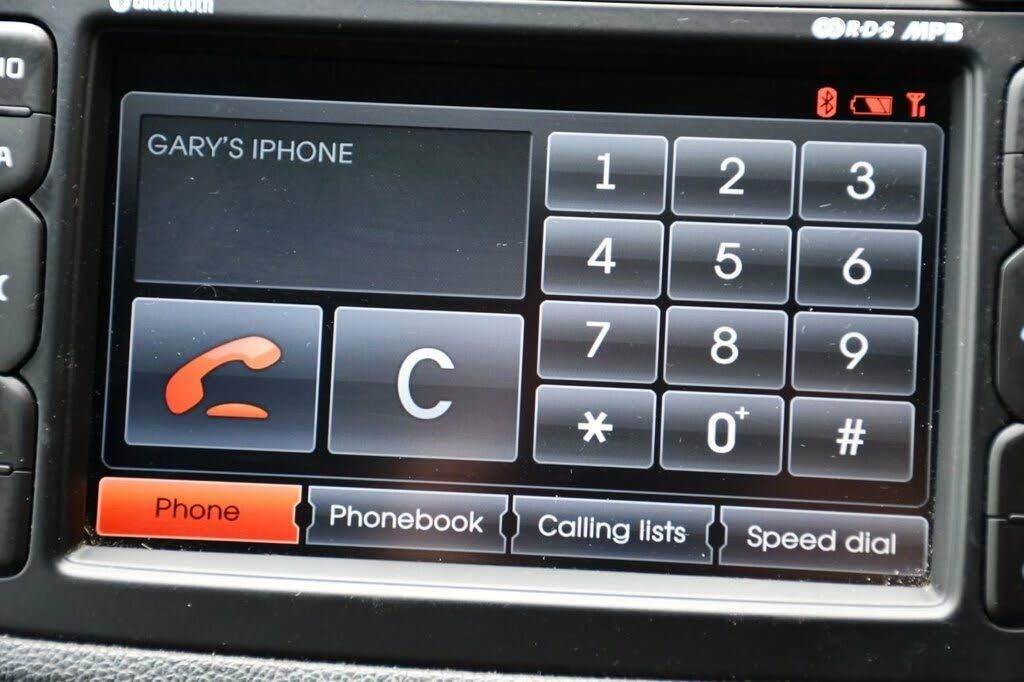 Bluetooth
R·D·S MP3
GARY'S IPHONE
1 2 3
4 5 6
7 8 9
* 0+ #
C
Phone Phonebook Calling lists Speed dial